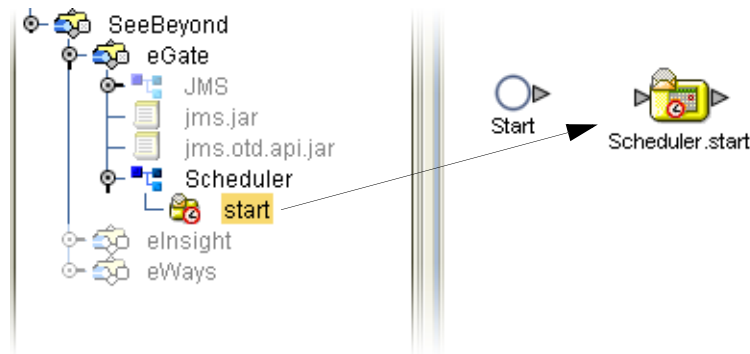 SeeBeyond
eGate
JMS
jms.jar
jms.otd.api.jar
Scheduler
start
eInsight
eWays
Start
Scheduler.start